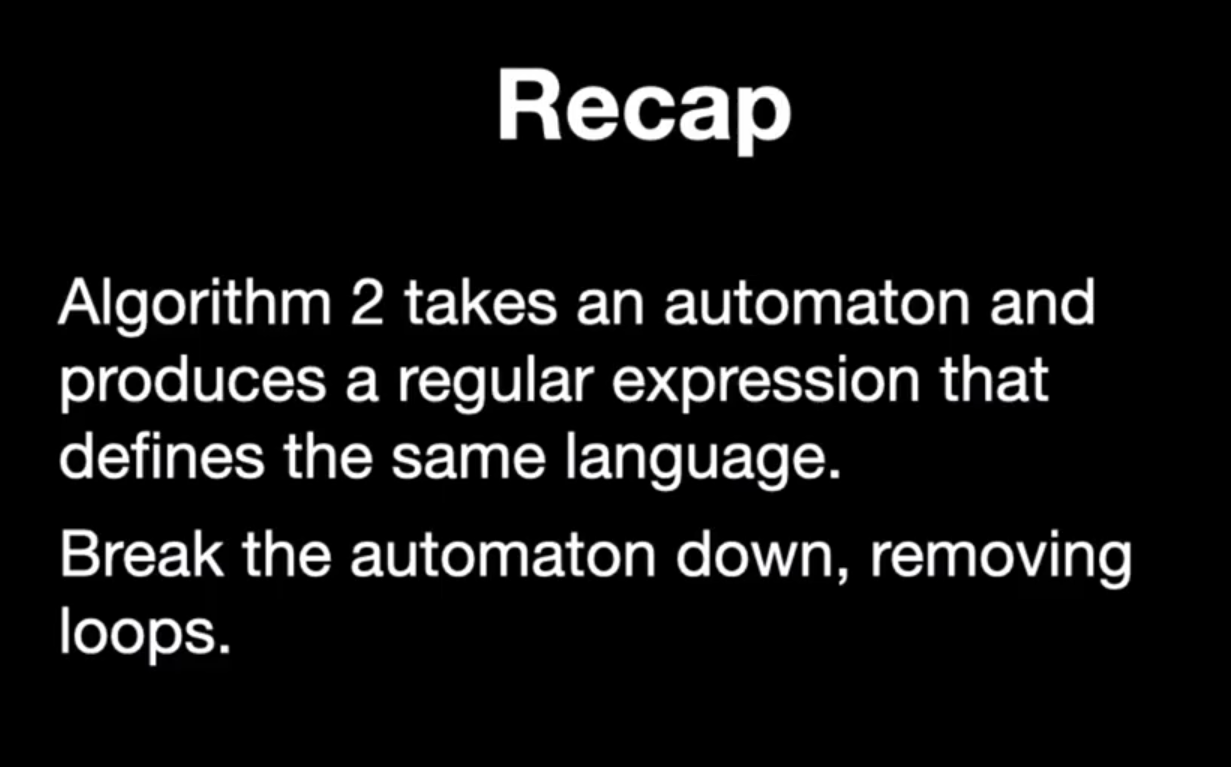 Recap
Algorithm 2 takes an automaton and
produces a regular expression that
defines the same language.
Break the automaton down, removing
loops.